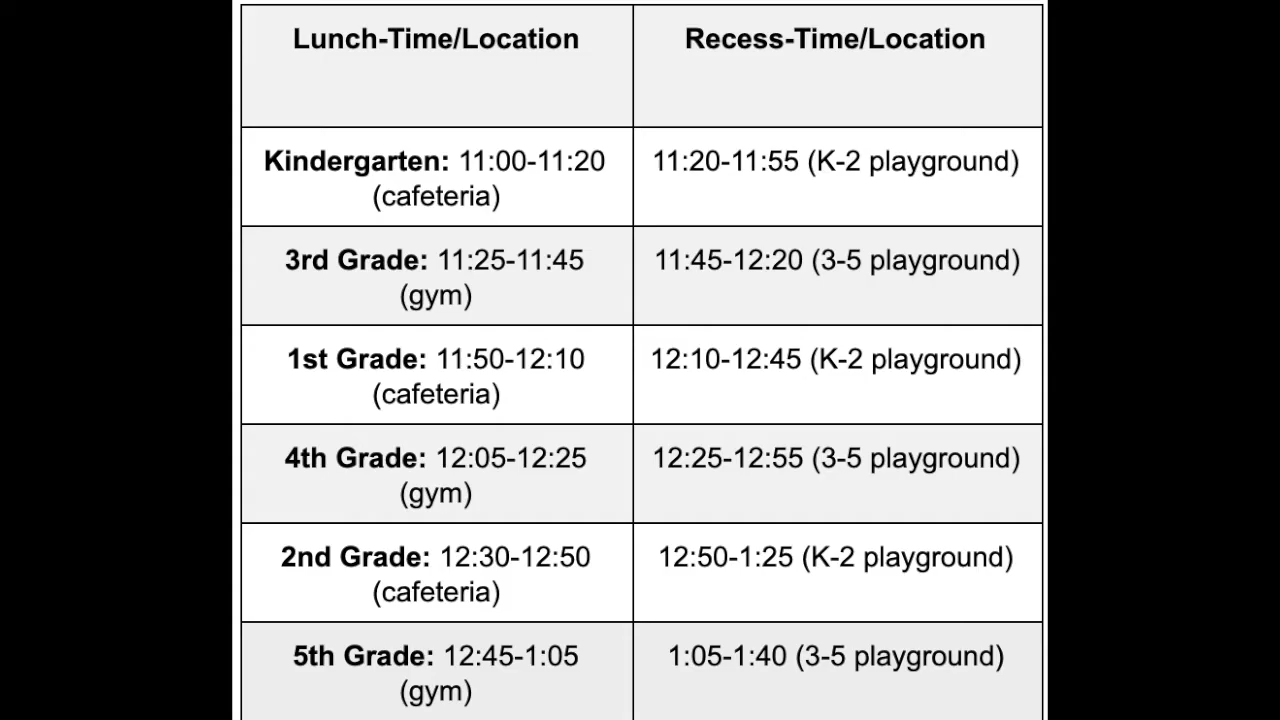 Lunch-Time/Location
Recess-Time/Location
Kindergarten: 11:00-11:20
(cafeteria)
11:20-11:55 (K-2 playground)
3rd Grade: 11:25-11:45
(gym)
11:45-12:20 (3-5 playground)
1st Grade: 11:50-12:10
(cafeteria)
12:10-12:45 (K-2 playground)
4th Grade: 12:05-12:25
(gym)
12:25-12:55 (3-5 playground)
2nd Grade: 12:30-12:50
(cafeteria)
12:50-1:25 (K-2 playground)
5th Grade: 12:45-1:05
(gym)
1:05-1:40 (3-5 playground)